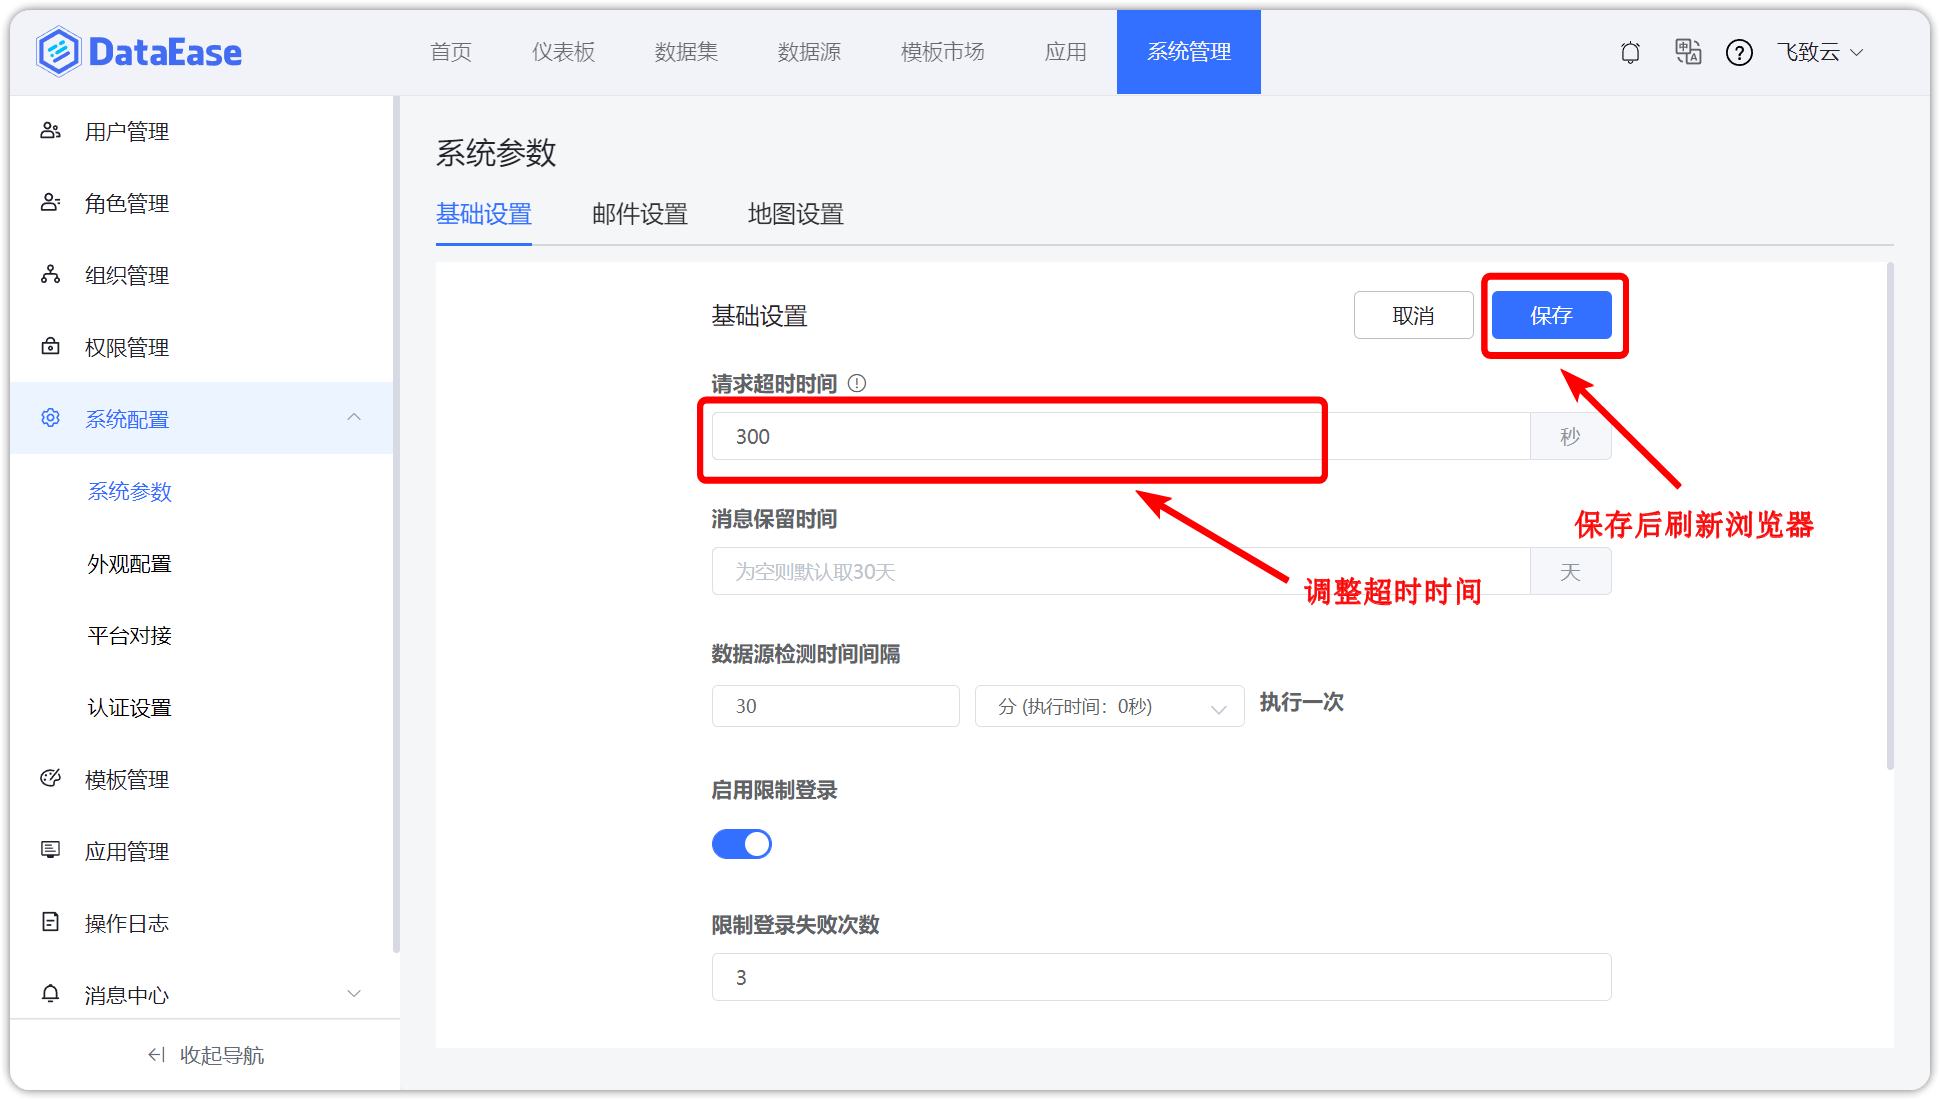 DataEase
首页
仪表板
数据集
数据源
模板市场
应用
系统管理
飞致云
用户管理
角色管理
组织管理
权限管理
系统配置
系统参数
外观配置
平台对接
认证设置
模板管理
应用管理
操作日志
消息中心
收起导航
系统参数
基础设置
邮件设置
地图设置
基础设置
取消
保存
请求超时时间
300
秒
保存后刷新浏览器
消息保留时间
为空则默认取30天
天
调整超时时间
数据源检测时间间隔
30
分 (执行时间：0秒)
执行一次
启用限制登录
限制登录失败次数
3